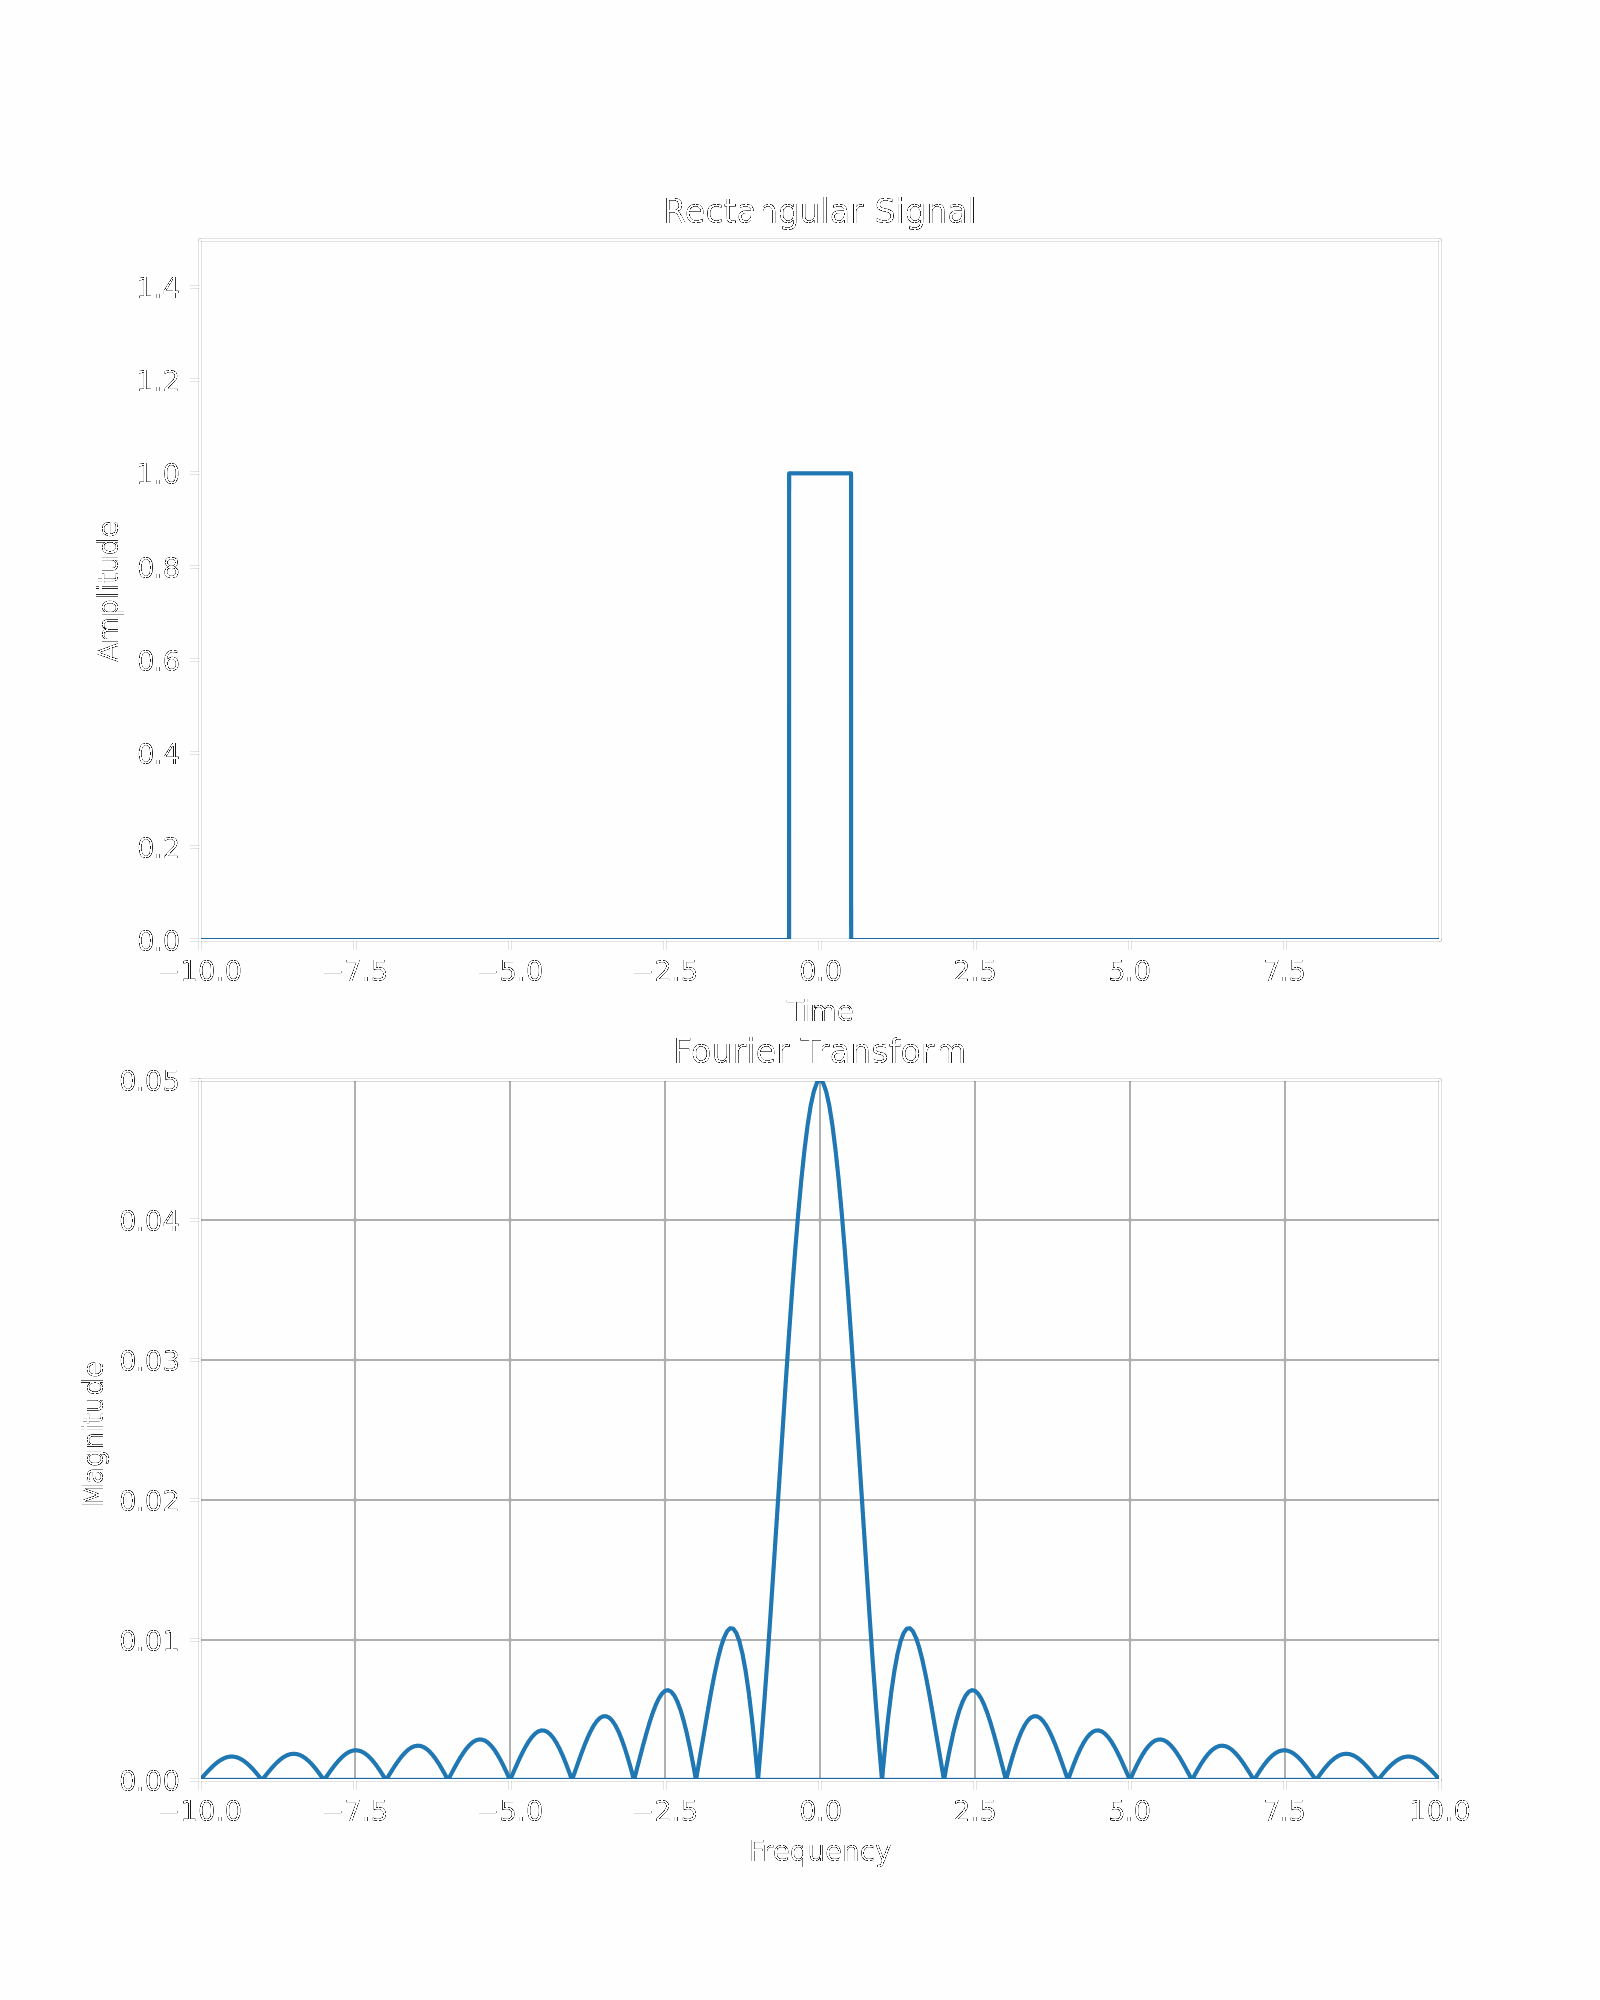 Rectangular Signal
1.4
1.2
1.0
0.8
0.6
0.4
0.2
0.0
Amplitude
−10.0 −7.5 −5.0 −2.5 0.0 2.5 5.0 7.5
Time
Fourier Transform
0.05
0.04
0.03
0.02
0.01
0.00
Magnitude
−10.0 −7.5 −5.0 −2.5 0.0 2.5 5.0 7.5 10.0
Frequency